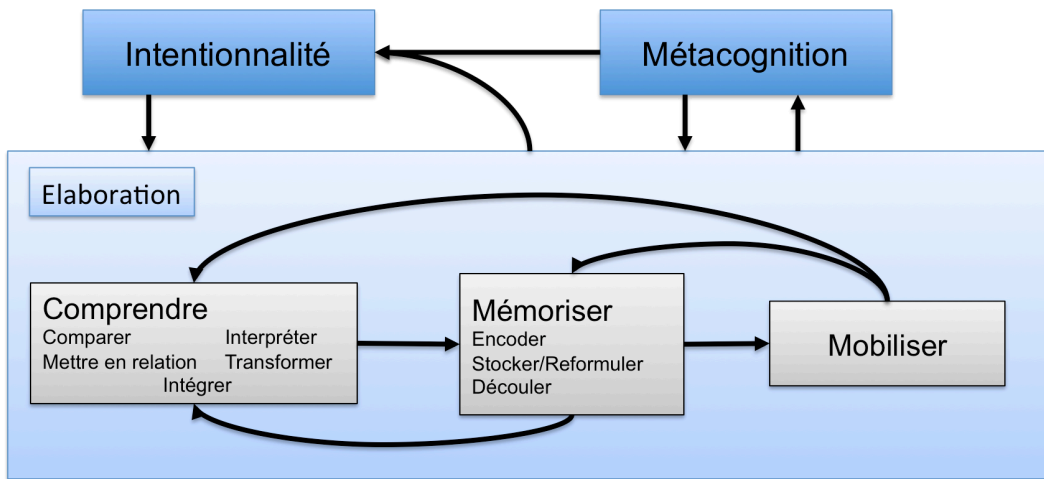 Intentionnalité
Métacognition
Elaboration
Comprendre
Comparer Interpréter
Mettre en relation Transformer
Intégrer
Mémoriser
Encoder
Stocker/Reformuler
Découler
Mobiliser